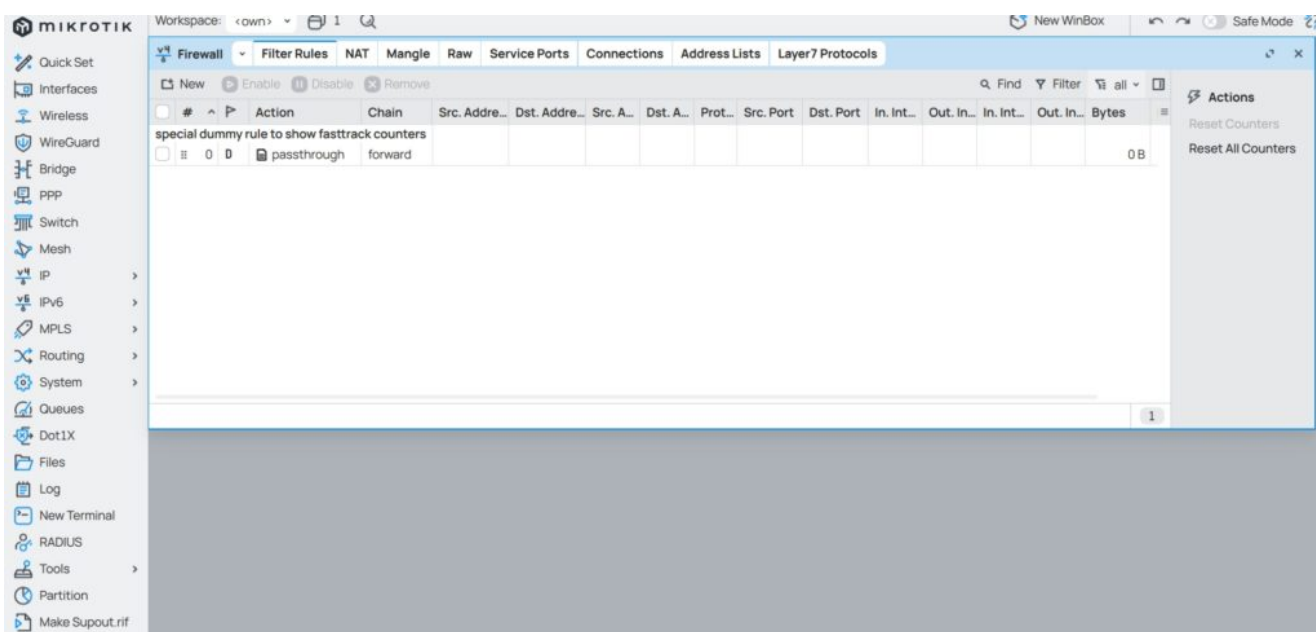 MIKROTIK
Workspace: <own> 1
New WinBox
Safe Mode
Quick Set
Interfaces
Wireless
WireGuard
Bridge
PPP
Switch
Mesh
IP
IPv6
MPLS
Routing
System
Queues
Dot1X
Files
Log
New Terminal
RADIUS
Tools
Partition
Make Supout.rif
Firewall Filter Rules NAT Mangle Raw Service Ports Connections Address Lists Layer7 Protocols
New Enable Disable Remove Find Filter all
# Action Chain Src. Addre... Dst. Addre... Src. A... Dst. A... Prot... Src. Port Dst. Port In. Int... Out. In... In. Int... Out. In... Bytes
special dummy rule to show fasttrack counters
0 D passthrough forward 0 B
1
Actions
Reset Counters
Reset All Counters